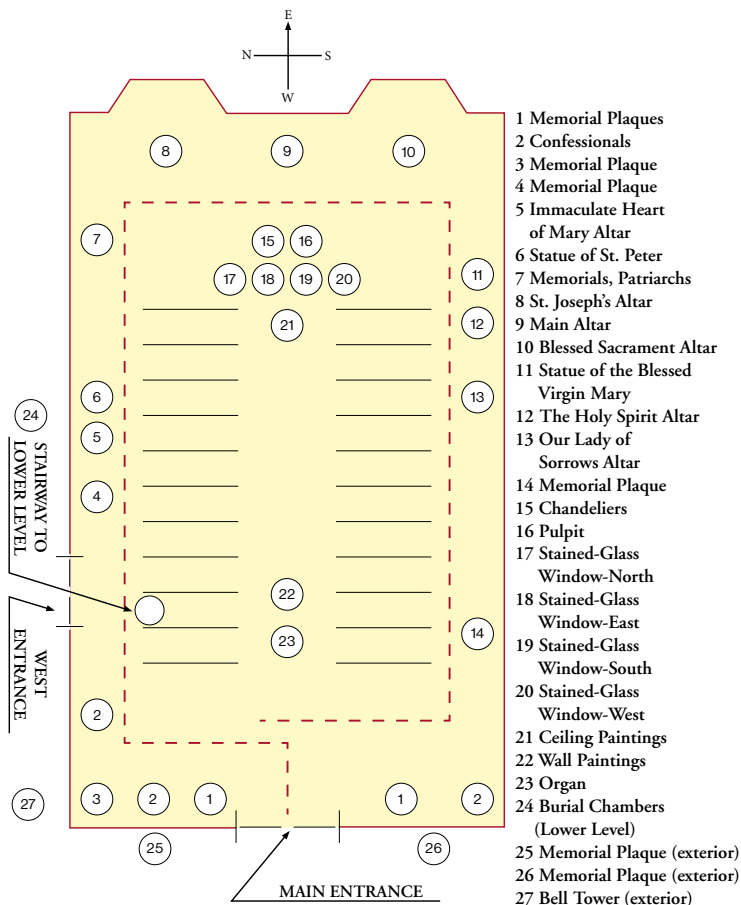 E
N
S
W
8
9
10
7
15
16
17
18
19
20
11
21
12
6
13
24
5
4
STAIRWAY TO
LOWER LEVEL
22
23
14
WEST
ENTRANCE
2
27
3
2
1
1
2
25
26
MAIN ENTRANCE
1 Memorial Plaques
2 Confessionals
3 Memorial Plaque
4 Memorial Plaque
5 Immaculate Heart
of Mary Altar
6 Statue of St. Peter
7 Memorials, Patriarchs
8 St. Joseph's Altar
9 Main Altar
10 Blessed Sacrament Altar
11 Statue of the Blessed
Virgin Mary
12 The Holy Spirit Altar
13 Our Lady of
Sorrows Altar
14 Memorial Plaque
15 Chandeliers
16 Pulpit
17 Stained-Glass
Window-North
18 Stained-Glass
Window-East
19 Stained-Glass
Window-South
20 Stained-Glass
Window-West
21 Ceiling Paintings
22 Wall Paintings
23 Organ
24 Burial Chambers
(Lower Level)
25 Memorial Plaque (exterior)
26 Memorial Plaque (exterior)
27 Bell Tower (exterior)